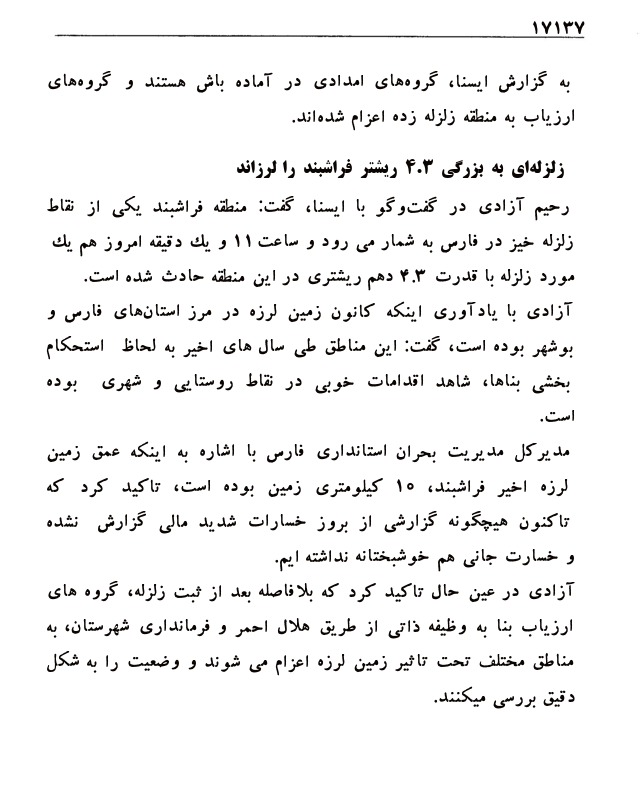 ۱۷۱۳۷
به گزارش ایسنا، گروه‌های امدادی در آماده باش هستند و گروه‌های
ارزیاب به منطقه زلزله زده اعزام شده‌اند.
زلزله‌ای به بزرگی ۴.۳ ریشتر فراشبند را لرزاند
رحیم آزادی در گفت‌وگو با ایسنا، گفت: منطقه فراشبند یکی از نقاط
زلزله خیز در فارس به شمار می رود و ساعت ۱۱ و یك دقیقه امروز هم یك
مورد زلزله با قدرت ۴.۳ دهم ریشتری در این منطقه حادث شده است.
آزادی با یادآوری اینکه کانون زمین لرزه در مرز استان‌های فارس و
بوشهر بوده است، گفت: این مناطق طی سال های اخیر به لحاظ استحکام
بخشی بناها، شاهد اقدامات خوبی در نقاط روستایی و شهری بوده
است.
مدیرکل مدیریت بحران استانداری فارس با اشاره به اینکه عمق زمین
لرزه اخیر فراشبند، ۱۰ کیلومتری زمین بوده است، تاکید کرد که
تاکنون هیچگونه گزارشی از بروز خسارات شدید مالی گزارش نشده
و خسارت جانی هم خوشبختانه نداشته ایم.
آزادی در عین حال تاکید کرد که بلافاصله بعد از ثبت زلزله، گروه های
ارزیاب بنا به وظیفه ذاتی از طریق هلال احمر و فرمانداری شهرستان، به
مناطق مختلف تحت تاثیر زمین لرزه اعزام می شوند و وضعیت را به شکل
دقیق بررسی میکنند.